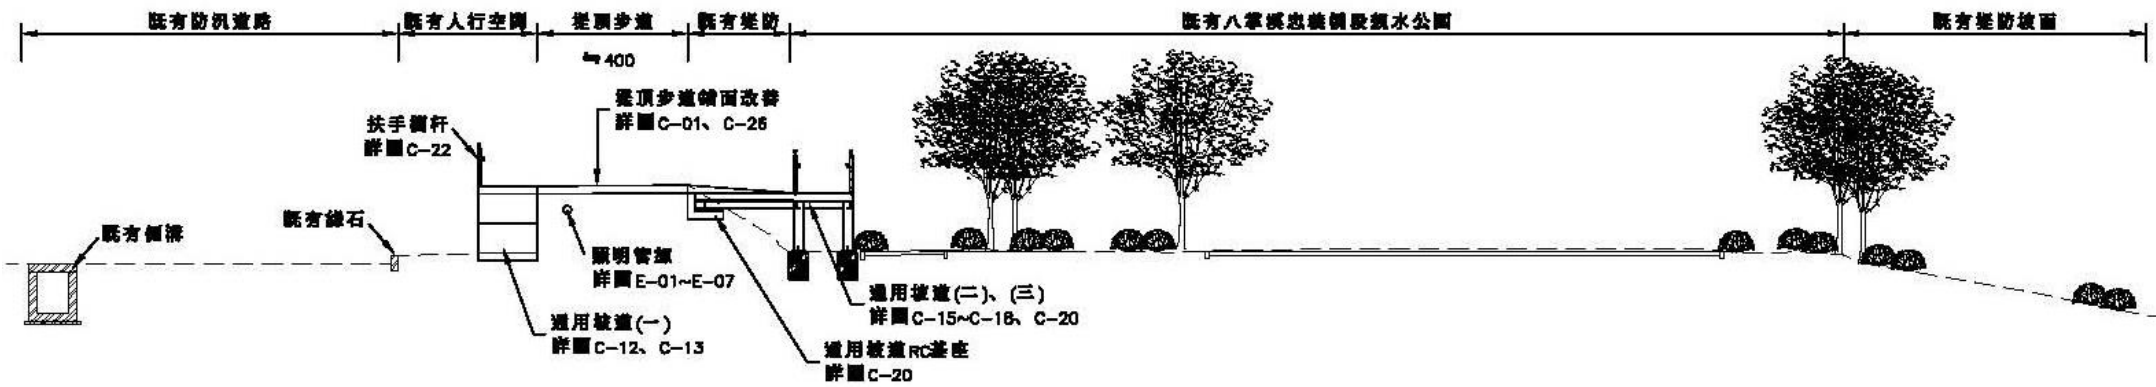 既有防汛道路
既有人行空間
堤頂步道
既有堤防
既有八掌溪忠義橋段親水公園
既有堤防坡面
≒400
堤頂步道鋪面改善
詳圖C-01、C-26
扶手欄杆
詳圖C-22
既有側溝
既有緣石
照明管線
詳圖E-01~E-07
通用坡道(二)、(三)
詳圖C-15~C-18、C-20
通用坡道(一)
詳圖C-12、C-13
通用坡道RC基座
詳圖C-20